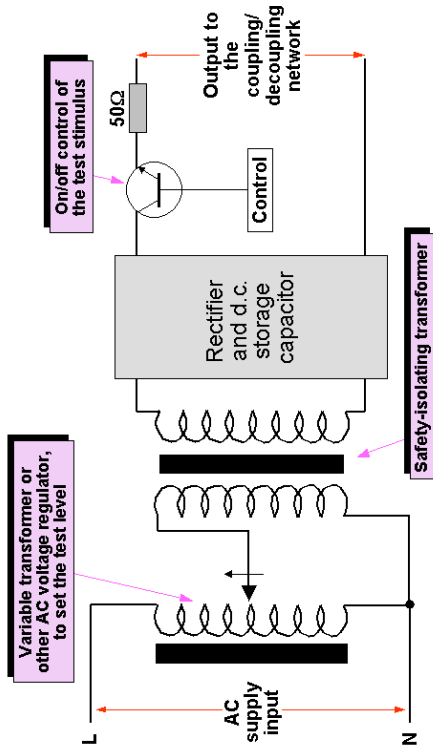 Variable transformer or
other AC voltage regulator,
to set the test level
On/off control of
the test stimulus
L
AC
supply
input
N
Rectifier
and d.c.
storage
capacitor
50Ω
Control
Output to
the
coupling/
decoupling
network
Safety-isolating transformer